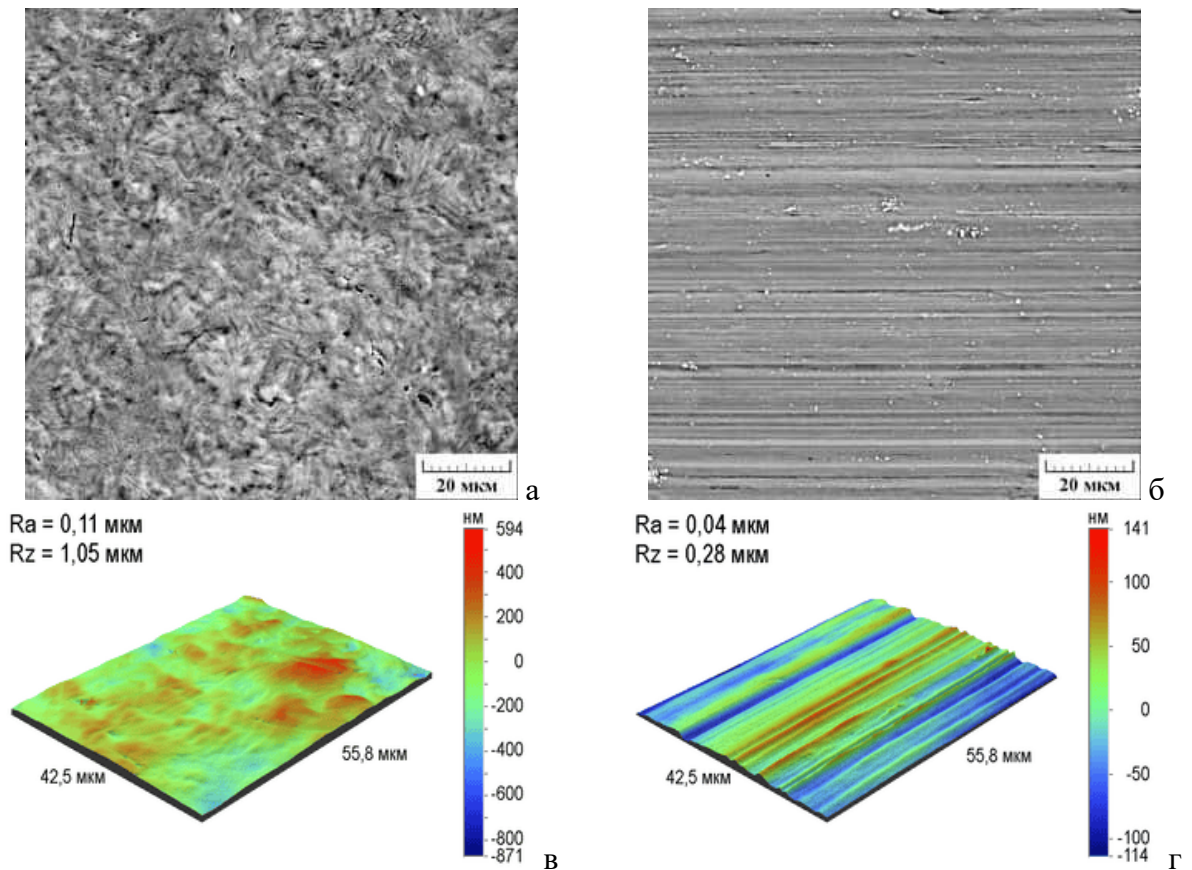 20 мкм
а
20 мкм
б
Ra = 0,11 мкм
Rz = 1,05 мкм
нм
594
400
200
0
-200
-400
-600
-800
-871
42,5 мкм
55,8 мкм
в
Ra = 0,04 мкм
Rz = 0,28 мкм
нм
141
100
50
0
-50
-100
-114
42,5 мкм
55,8 мкм
г